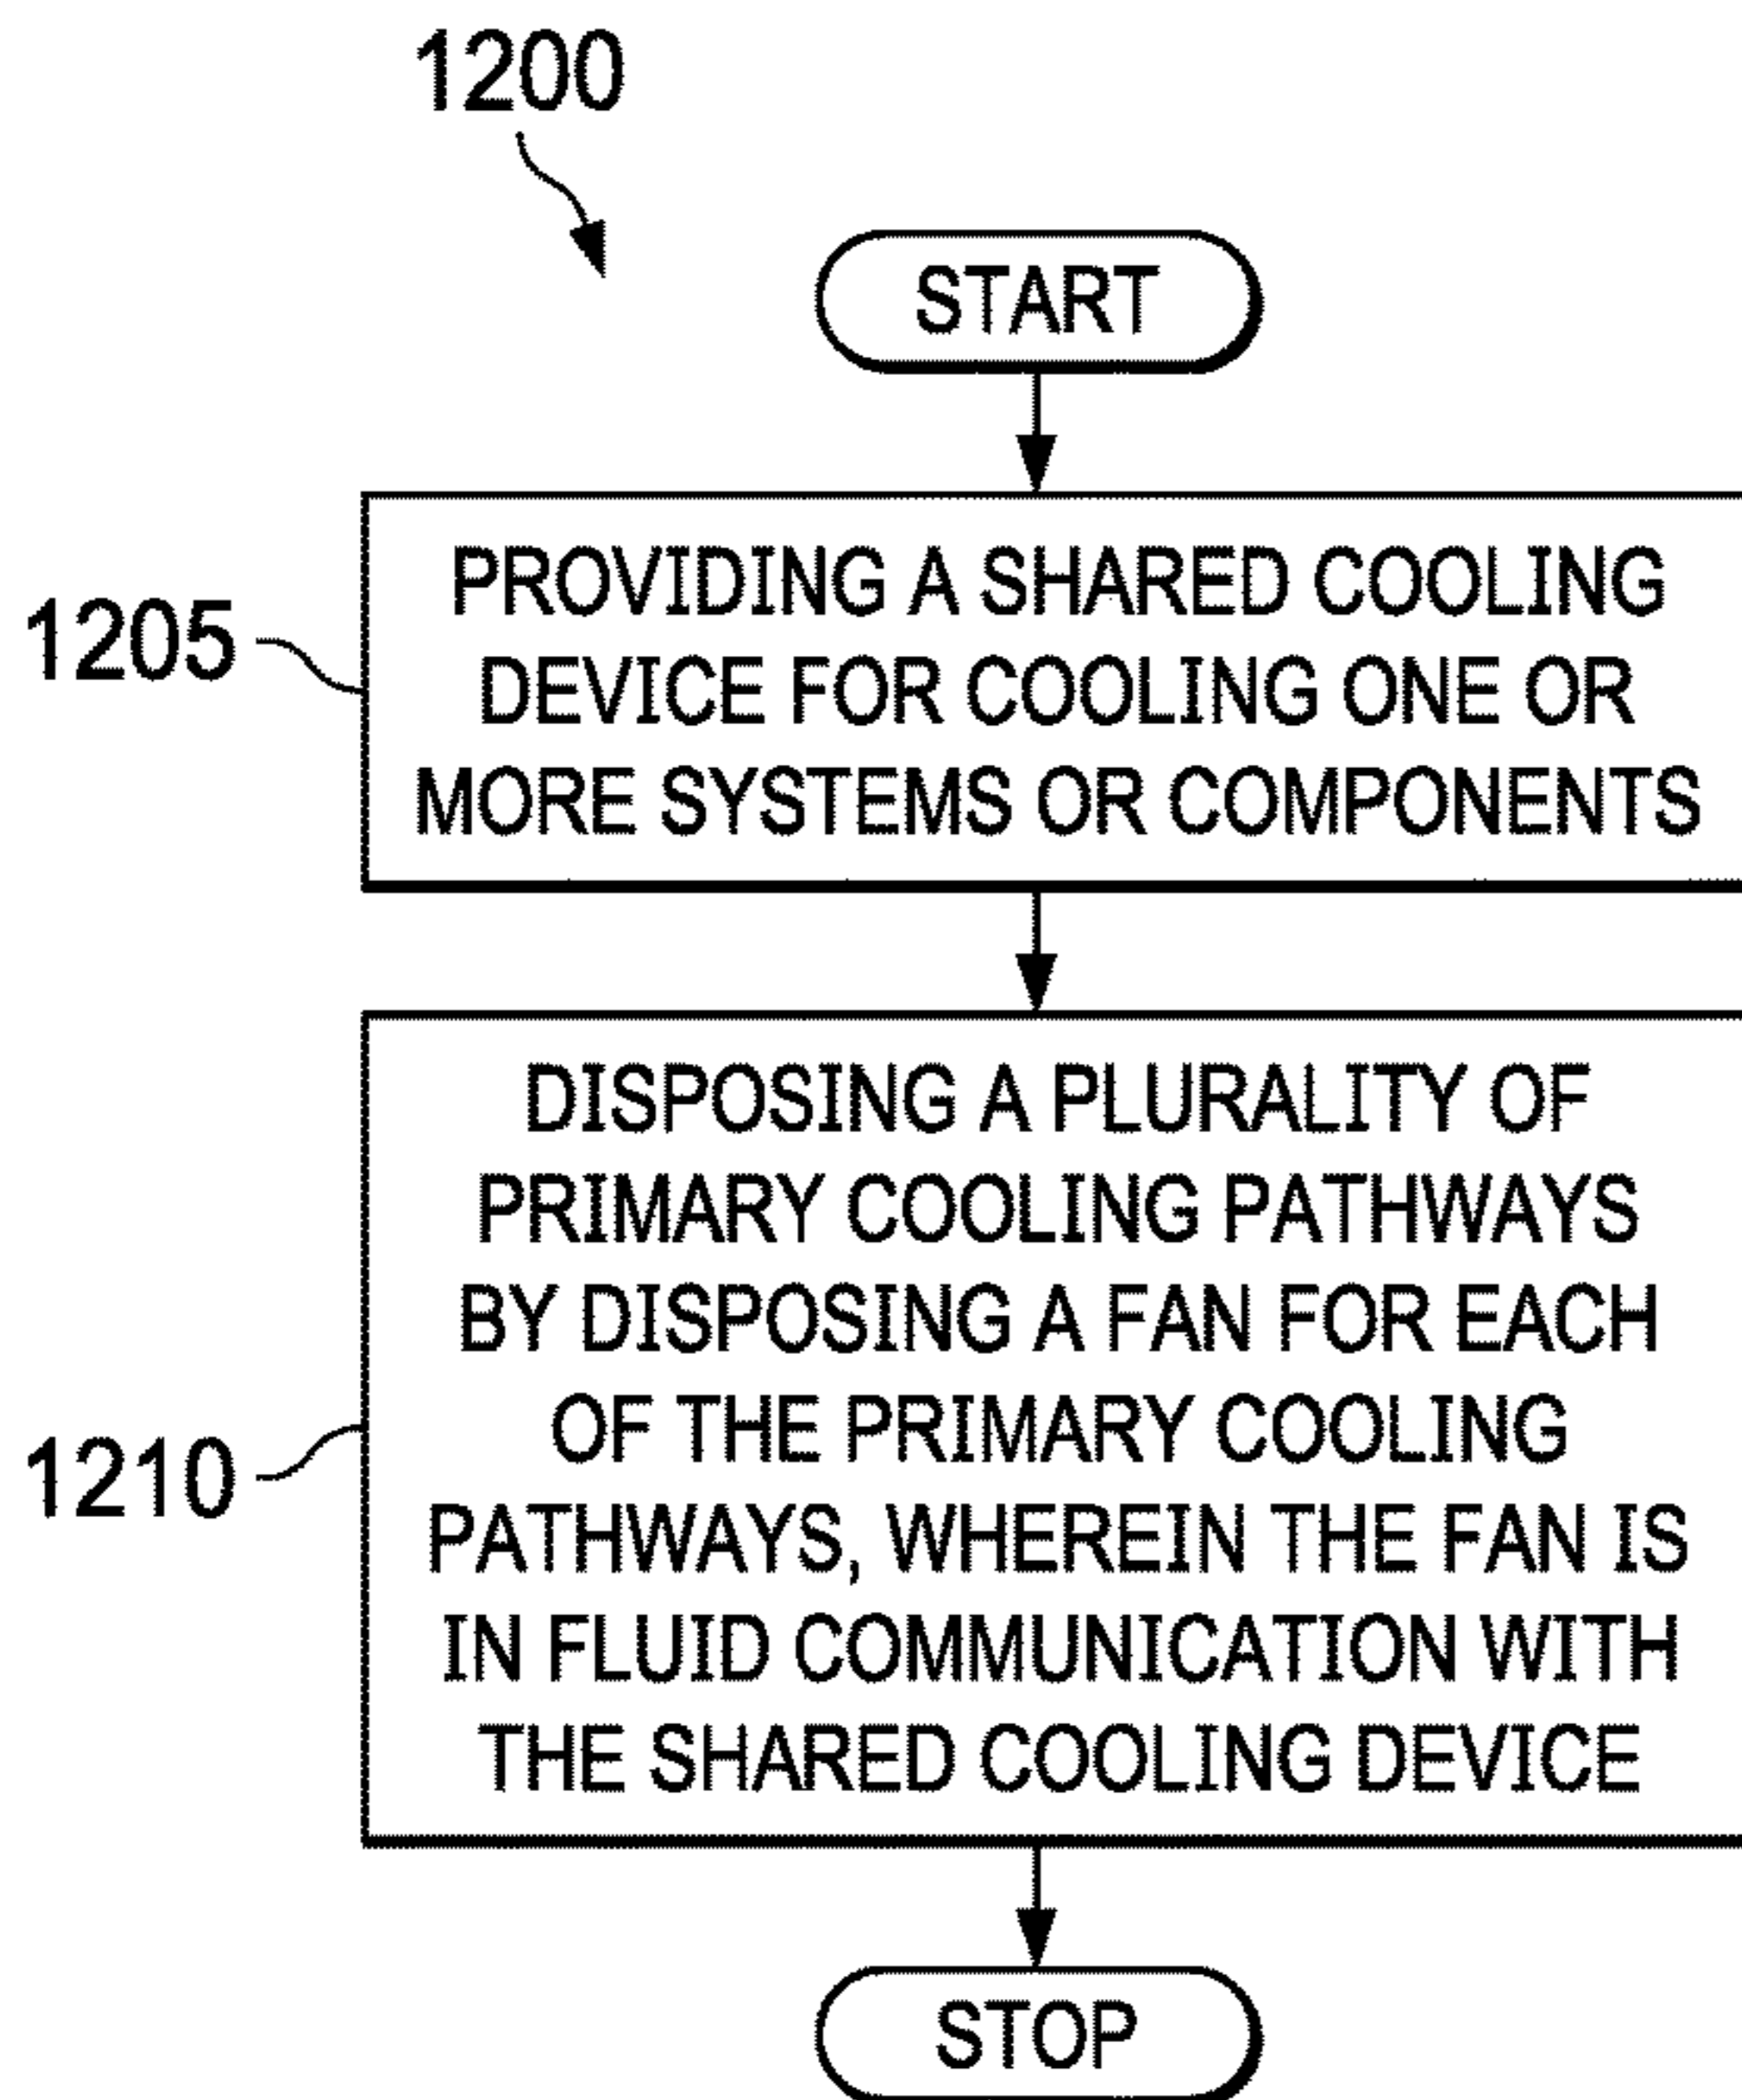 1200
START
1205
PROVIDING A SHARED COOLING
DEVICE FOR COOLING ONE OR
MORE SYSTEMS OR COMPONENTS
1210
DISPOSING A PLURALITY OF
PRIMARY COOLING PATHWAYS
BY DISPOSING A FAN FOR EACH
OF THE PRIMARY COOLING
PATHWAYS, WHEREIN THE FAN IS
IN FLUID COMMUNICATION WITH
THE SHARED COOLING DEVICE
STOP